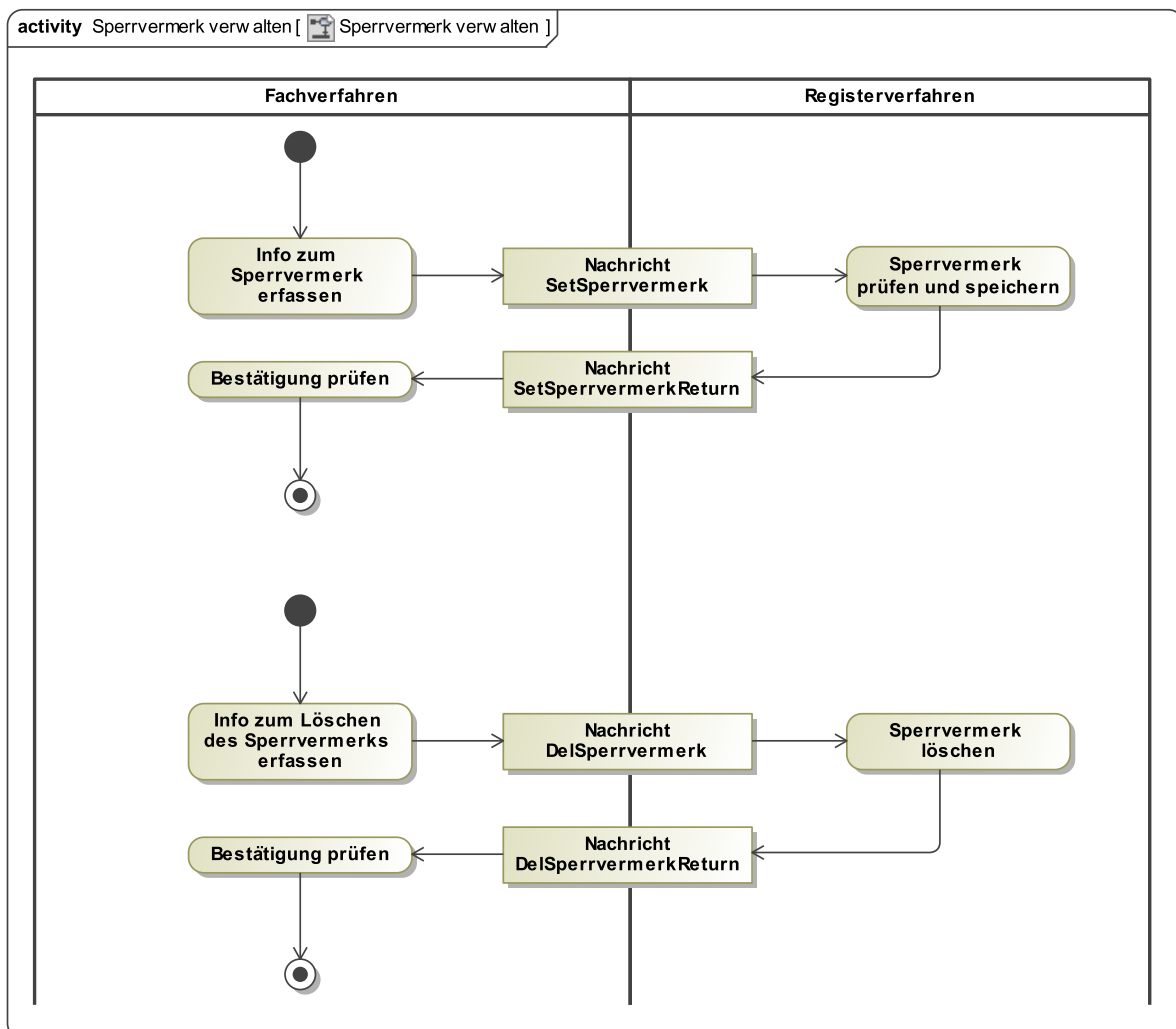 activity Sperrvermerk verwalten [ Sperrvermerk verwalten ]
Fachverfahren
Registerverfahren
Info zum
Sperrvermerk
erfassen
Nachricht
SetSperrvermerk
Sperrvermerk
prüfen und speichern
Bestätigung prüfen
Nachricht
SetSperrvermerkReturn
Info zum Löschen
des Sperrvermerks
erfassen
Nachricht
DelSperrvermerk
Sperrvermerk
löschen
Bestätigung prüfen
Nachricht
DelSperrvermerkReturn